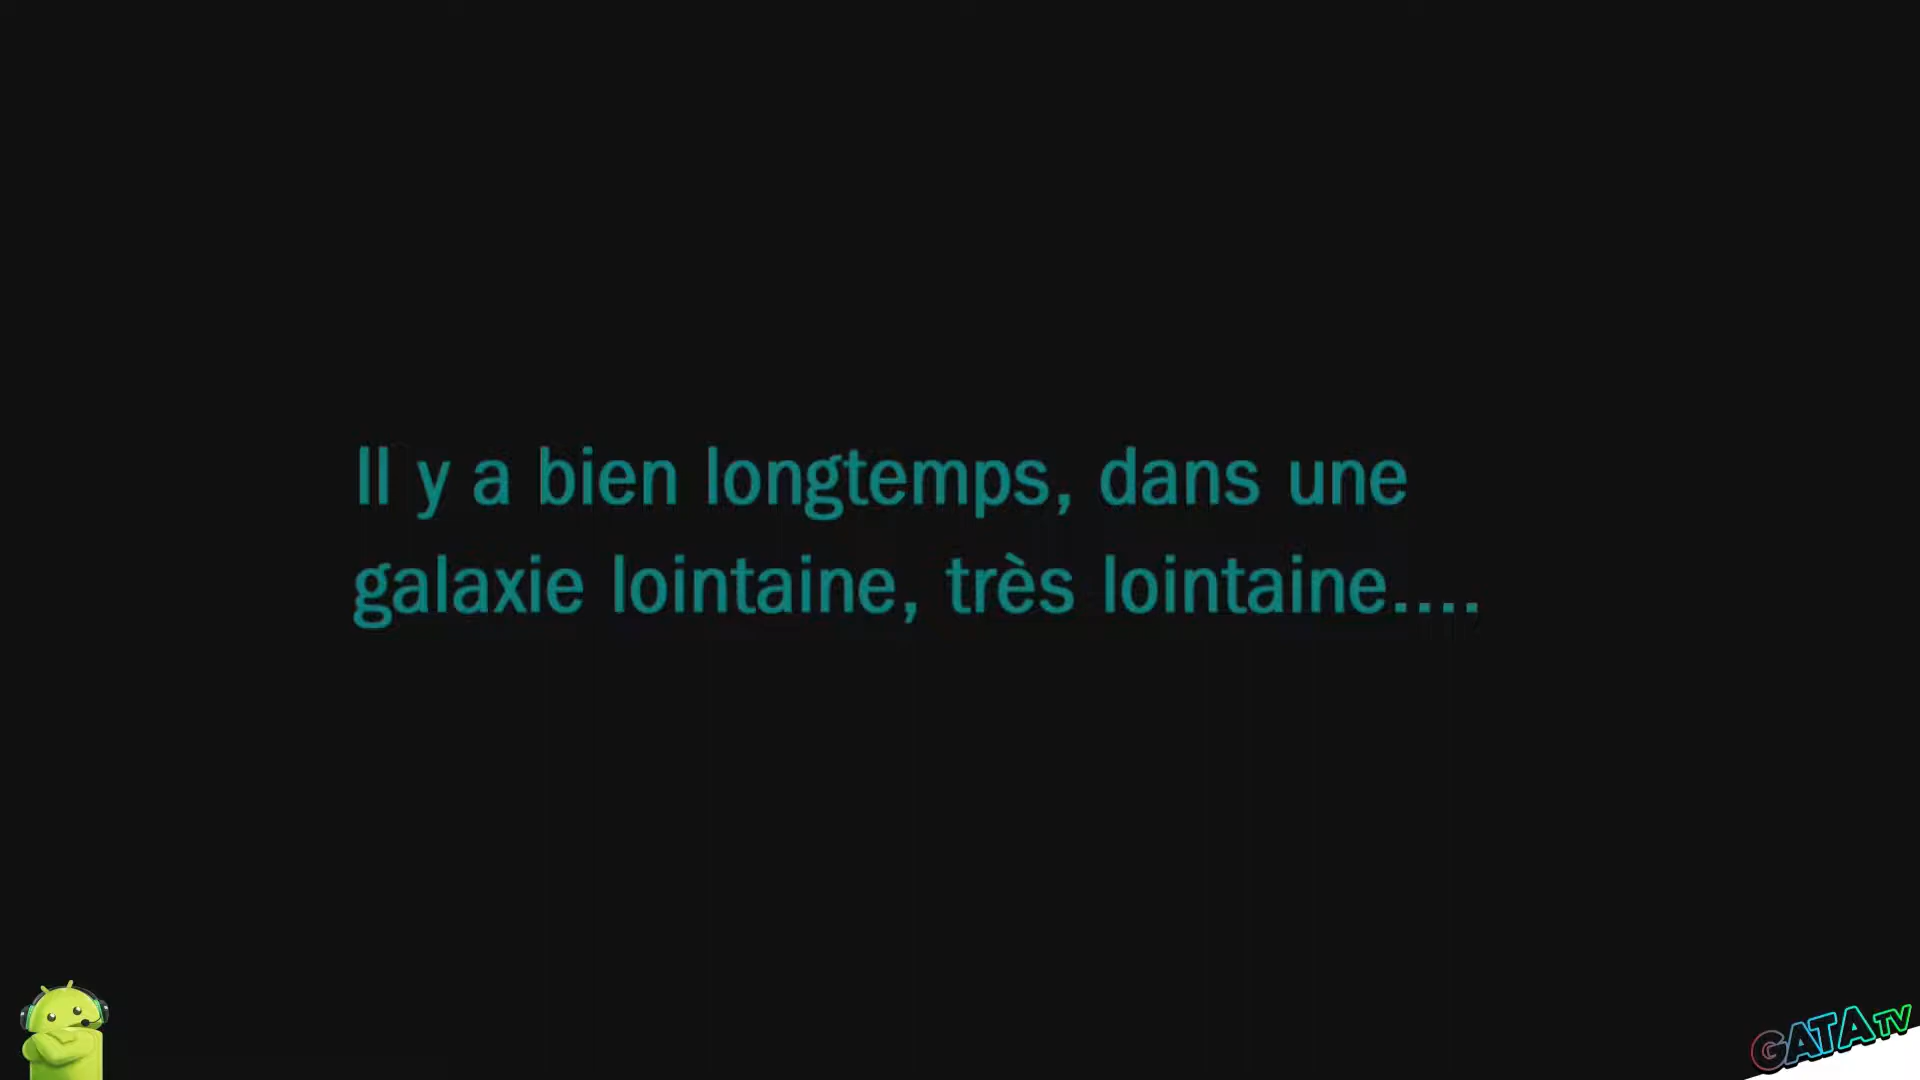 Il y a bien longtemps, dans une
galaxie lointaine, très lointaine....
GATA TV